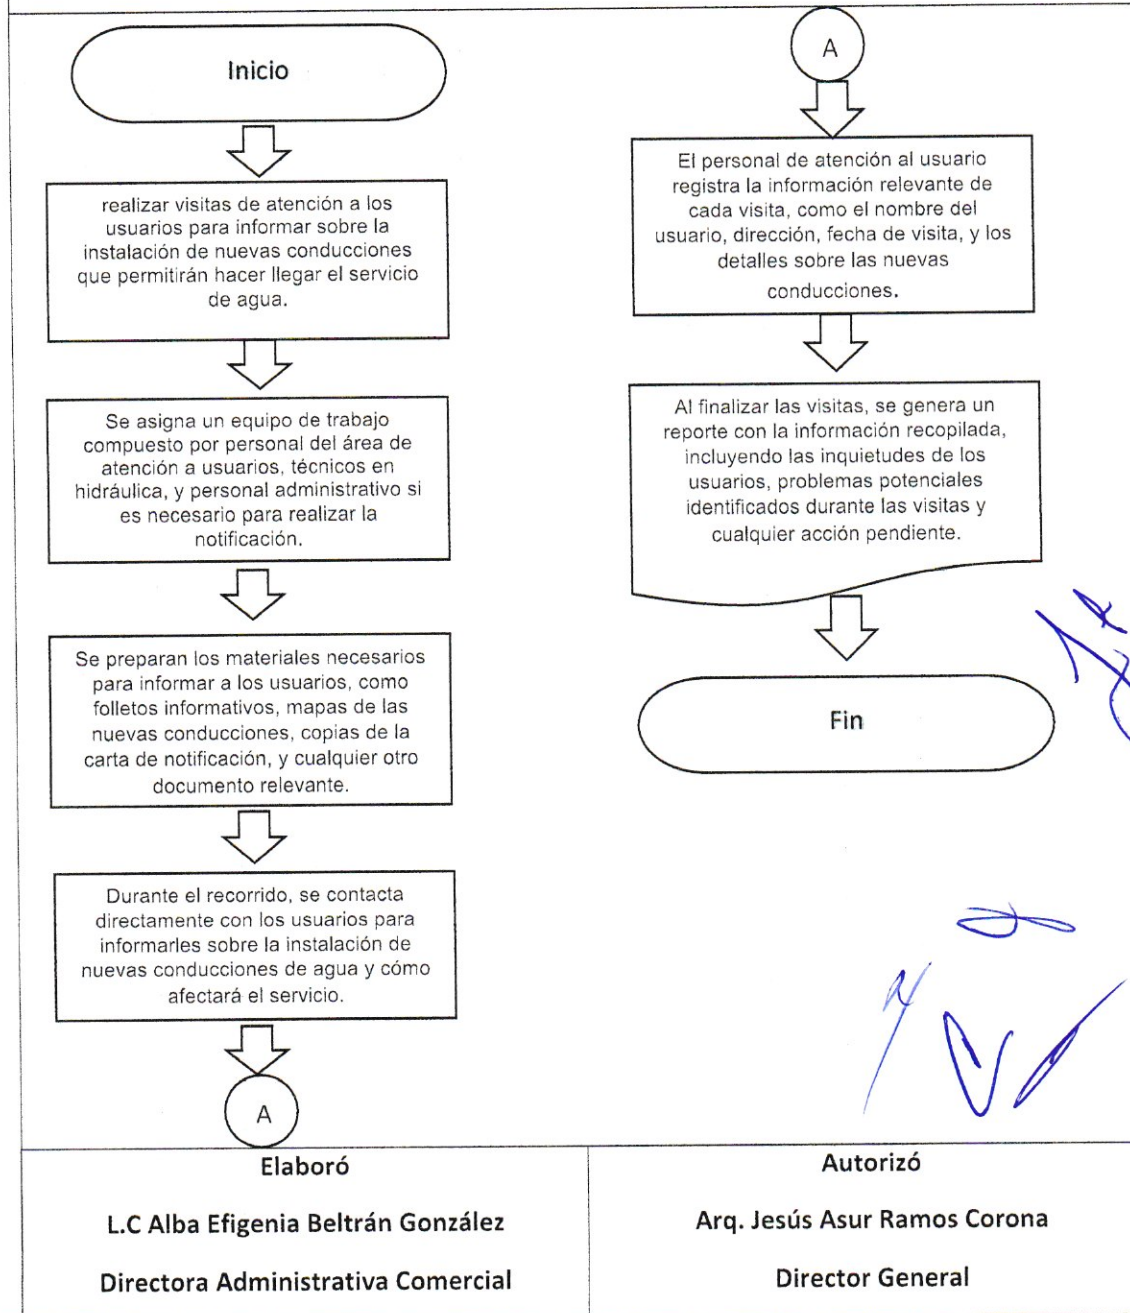 Inicio
realizar visitas de atención a los
usuarios para informar sobre la
instalación de nuevas conducciones
que permitirán hacer llegar el servicio
de agua.
Se asigna un equipo de trabajo
compuesto por personal del área de
atención a usuarios, técnicos en
hidráulica, y personal administrativo si
es necesario para realizar la
notificación.
Se preparan los materiales necesarios
para informar a los usuarios, como
folletos informativos, mapas de las
nuevas conducciones, copias de la
carta de notificación, y cualquier otro
documento relevante.
Durante el recorrido, se contacta
directamente con los usuarios para
informarles sobre la instalación de
nuevas conducciones de agua y cómo
afectará el servicio.
A
A
El personal de atención al usuario
registra la información relevante de
cada visita, como el nombre del
usuario, dirección, fecha de visita, y los
detalles sobre las nuevas
conducciones.
Al finalizar las visitas, se genera un
reporte con la información recopilada,
incluyendo las inquietudes de los
usuarios, problemas potenciales
identificados durante las visitas y
cualquier acción pendiente.
Fin
Elaboró
L.C Alba Efigenia Beltrán González
Directora Administrativa Comercial
Autorizó
Arq. Jesús Asur Ramos Corona
Director General